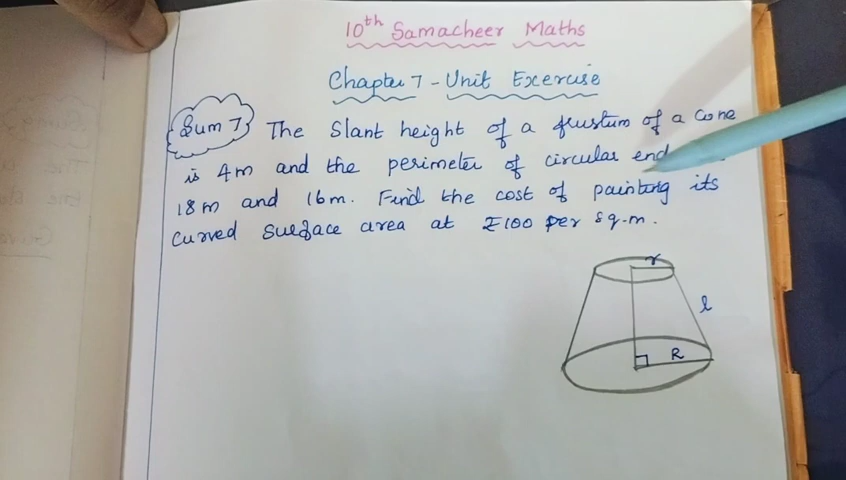 10th Samacheer Maths
Chapter 7 - Unit Exercise
Sum 7
The Slant height of a frustum of a cone
is 4m and the perimeter of circular end
18m and 16m. Find the cost of painting its
curved surface area at ₹100 per sq.m.
r
l
R